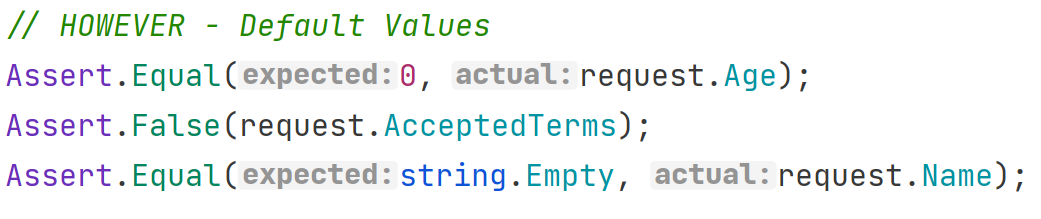 // HOWEVER - Default Values
Assert.Equal(expected:0, actual:request.Age);
Assert.False(request.AcceptedTerms);
Assert.Equal(expected:string.Empty, actual:request.Name);